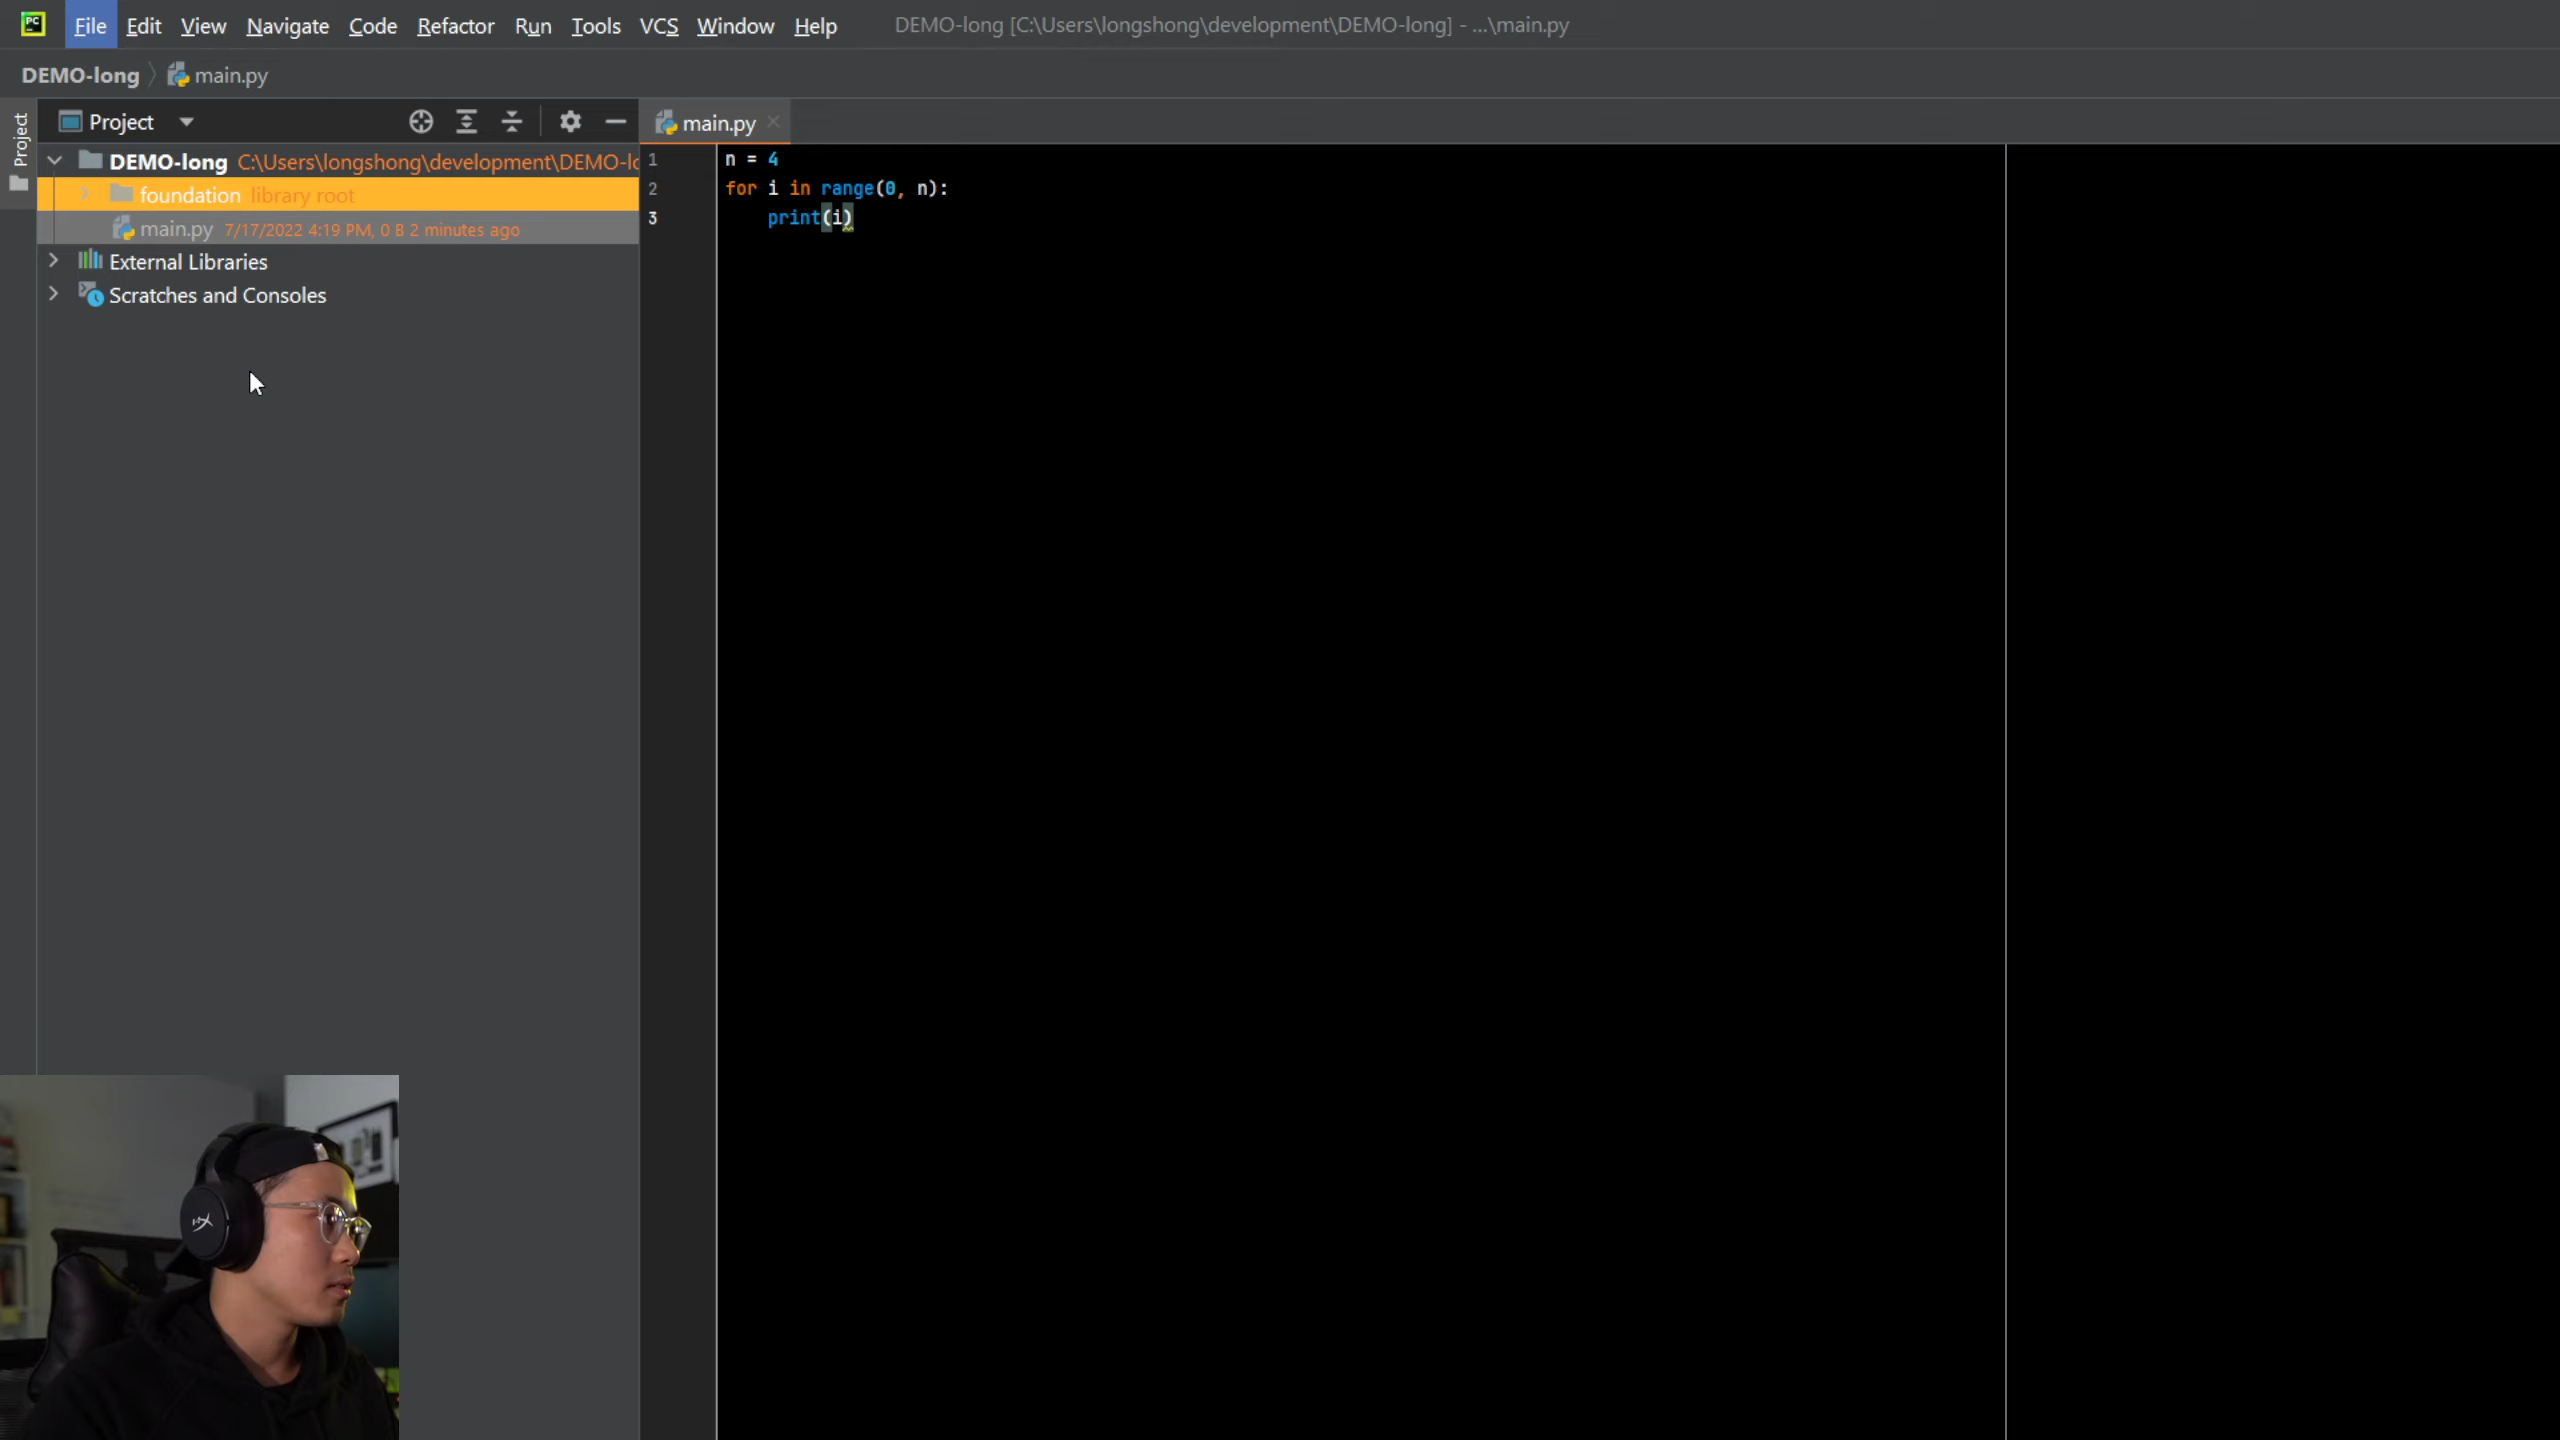 PC File Edit View Navigate Code Refactor Run Tools VCS Window Help DEMO-long [C:\Users\longshong\development\DEMO-long] - ...\main.py
DEMO-long main.py
Project
Project
main.py
DEMO-long C:\Users\longshong\development\DEMO-lo
foundation library root
main.py 7/17/2022 4:19 PM, 0 B 2 minutes ago
External Libraries
Scratches and Consoles
1 n = 4
2 for i in range(0, n):
3     print(i)